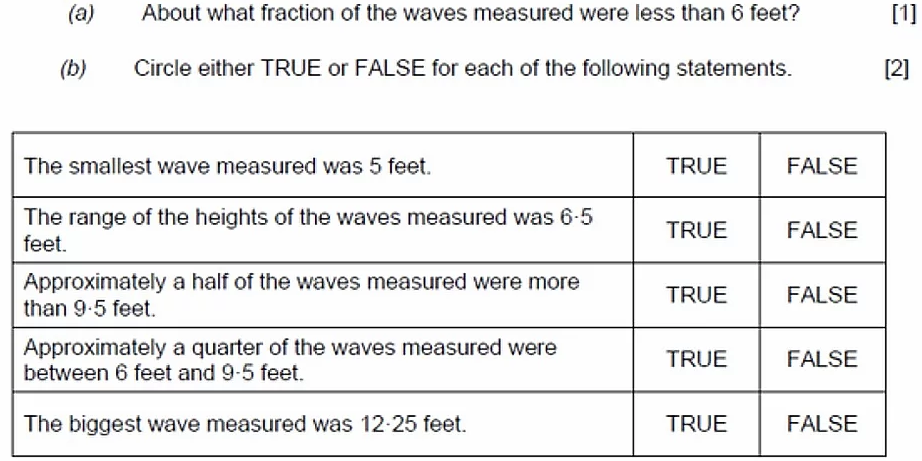 (a) About what fraction of the waves measured were less than 6 feet? [1]
(b) Circle either TRUE or FALSE for each of the following statements. [2]
The smallest wave measured was 5 feet. TRUE FALSE
The range of the heights of the waves measured was 6·5
feet. TRUE FALSE
Approximately a half of the waves measured were more
than 9·5 feet. TRUE FALSE
Approximately a quarter of the waves measured were
between 6 feet and 9·5 feet. TRUE FALSE
The biggest wave measured was 12·25 feet. TRUE FALSE